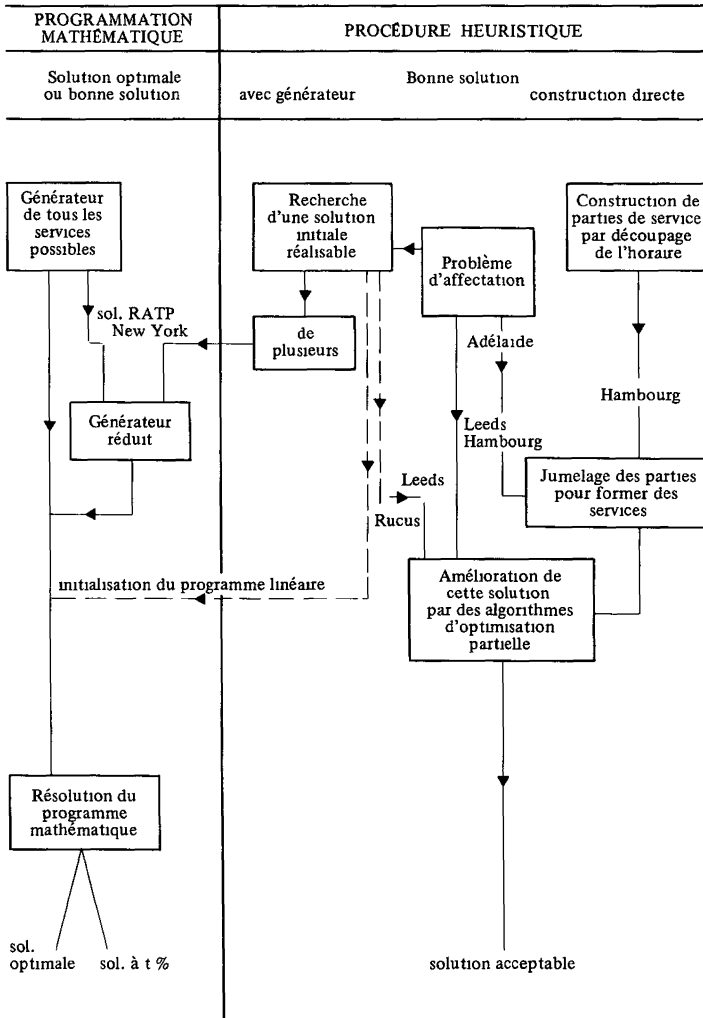 PROGRAMMATION
MATHÉMATIQUE
PROCÉDURE HEURISTIQUE
Solution optimale
ou bonne solution
Bonne solution
avec générateur
construction directe
Générateur
de tous les
services
possibles
Recherche
d'une solution
initiale
réalisable
Problème
d'affectation
Construction de
parties de service
par découpage
de l'horaire
sol. RATP
New York
de
plusieurs
Adélaide
Hambourg
Générateur
réduit
Leeds
Hambourg
Jumelage des parties
pour former des
services
Leeds
Rucus
initialisation du programme linéaire
Amélioration de
cette solution
par des algorithmes
d'optimisation
partielle
Résolution du
programme
mathématique
sol.
optimale
sol. à t %
solution acceptable